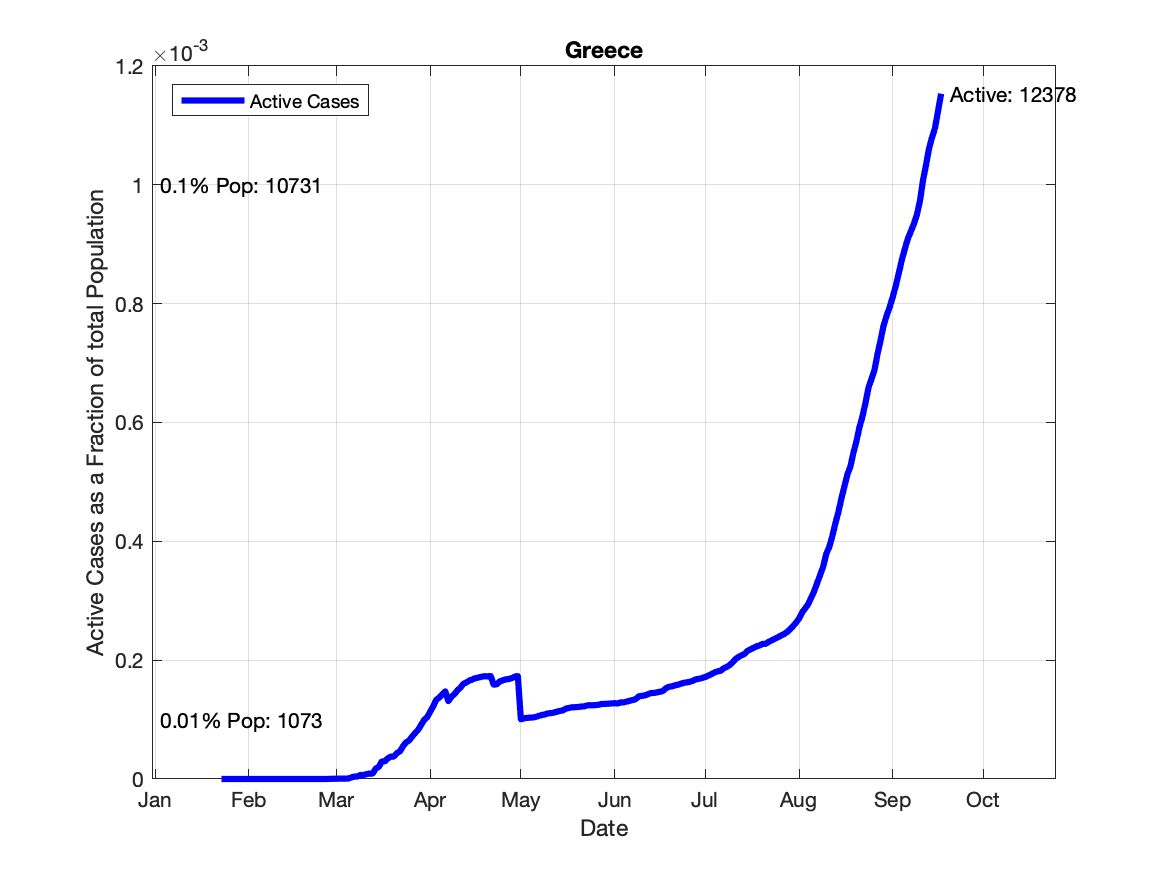 Greece
×10-3
1.2
Active Cases
Active: 12378
1
0.1% Pop: 10731
0.8
0.6
0.4
0.2
0.01% Pop: 1073
0
Active Cases as a Fraction of total Population
Jan Feb Mar Apr May Jun Jul Aug Sep Oct
Date